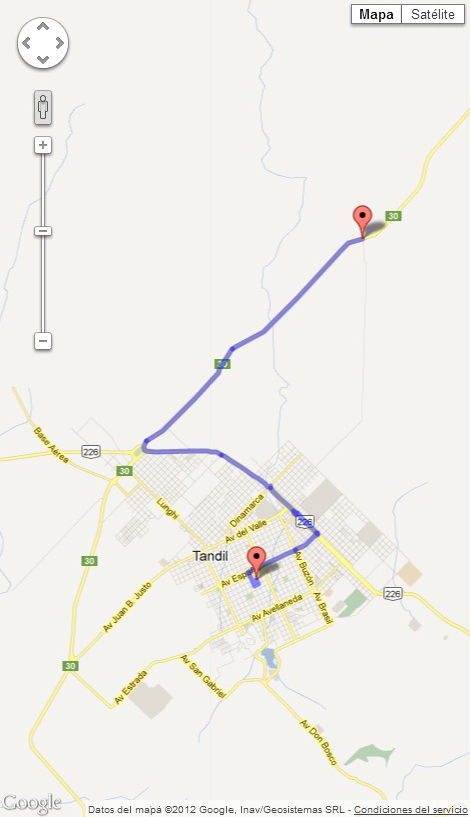 Mapa
Satélite
30
30
Base Aérea
226
30
Lunghi
Dinamarca
226
Av del Valle
Tandil
30
Av Juan B. Justo
Av Buzón
Av Avellaneda
Av Brasil
226
30
Av Estrada
Av San Gabriel
Av Don Bosco
Google
Datos del mapa ©2012 Google, Inav/Geosistemas SRL - Condiciones del servicio